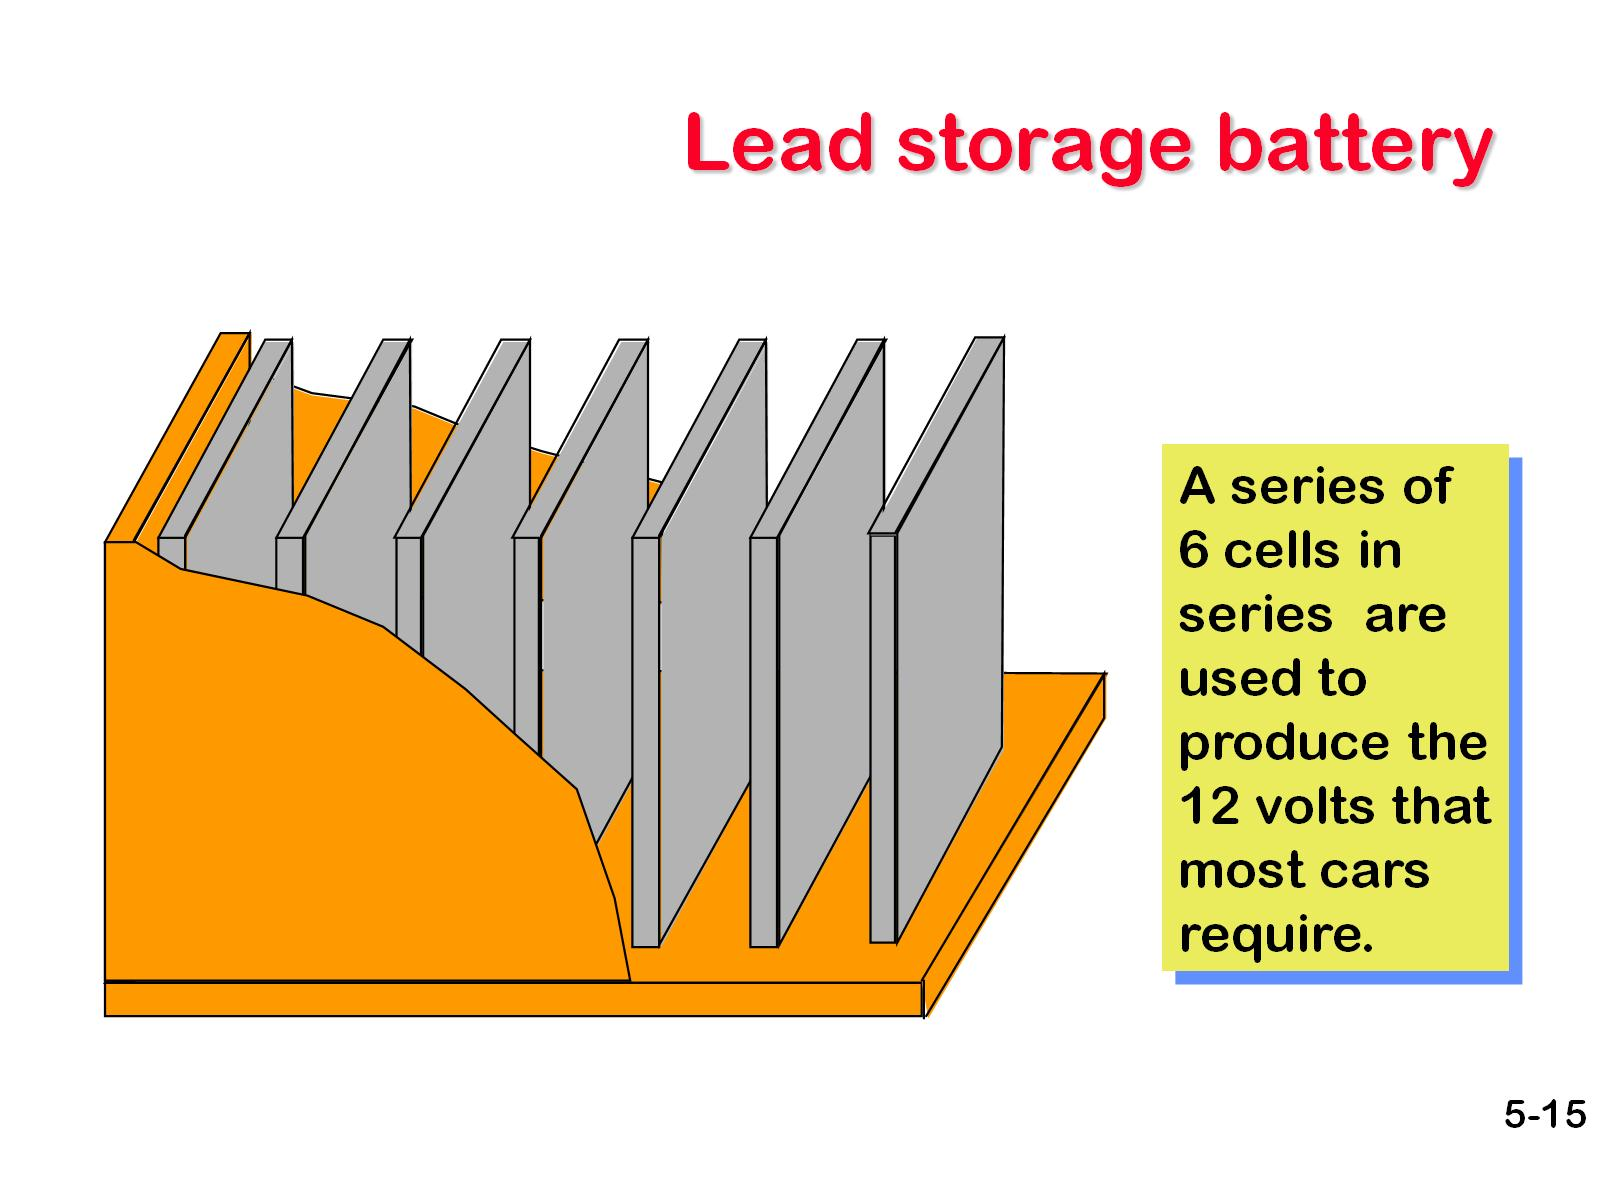 Lead storage battery
A series of
6 cells in
series  are
used to
produce the
12 volts that
most cars
require.
5-15